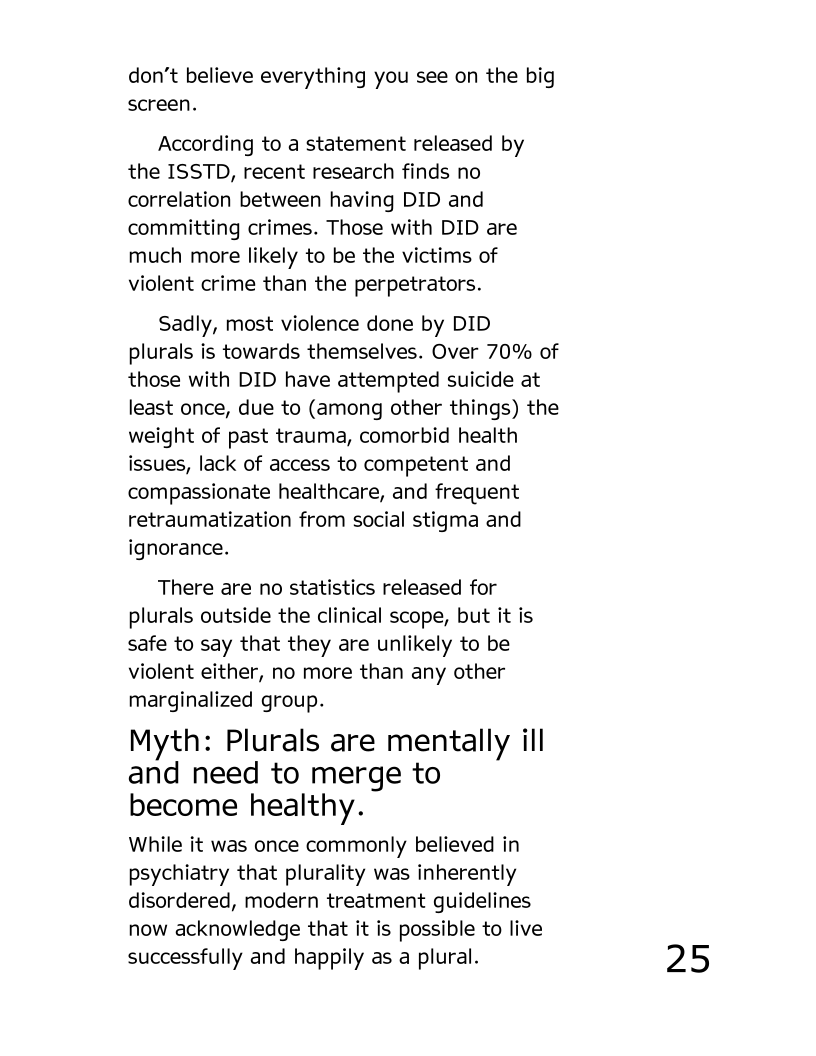 don't believe everything you see on the big
screen.
According to a statement released by
the ISSTD, recent research finds no
correlation between having DID and
committing crimes. Those with DID are
much more likely to be the victims of
violent crime than the perpetrators.
Sadly, most violence done by DID
plurals is towards themselves. Over 70% of
those with DID have attempted suicide at
least once, due to (among other things) the
weight of past trauma, comorbid health
issues, lack of access to competent and
compassionate healthcare, and frequent
retraumatization from social stigma and
ignorance.
There are no statistics released for
plurals outside the clinical scope, but it is
safe to say that they are unlikely to be
violent either, no more than any other
marginalized group.
Myth: Plurals are mentally ill
and need to merge to
become healthy.
While it was once commonly believed in
psychiatry that plurality was inherently
disordered, modern treatment guidelines
now acknowledge that it is possible to live
successfully and happily as a plural.
25